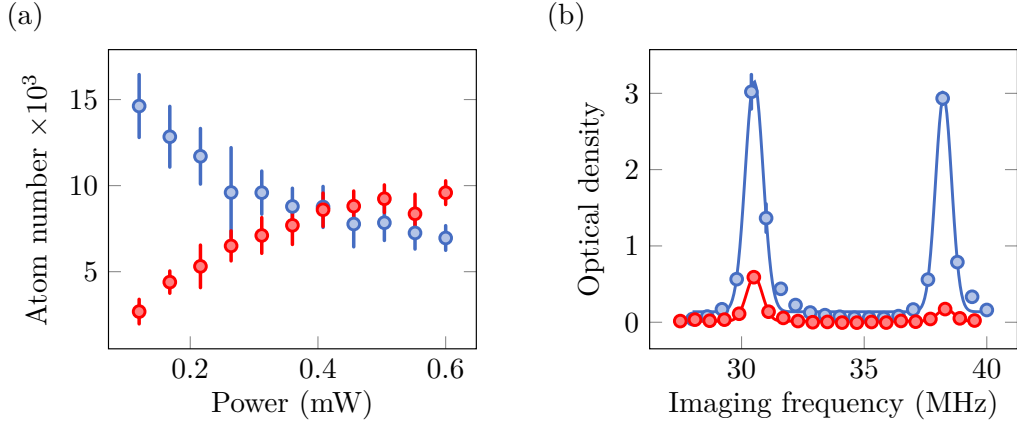 (a)
Atom number ×10³
15
10
5
0.2 0.4 0.6
Power (mW)
(b)
Optical density
3
2
1
0
30 35 40
Imaging frequency (MHz)